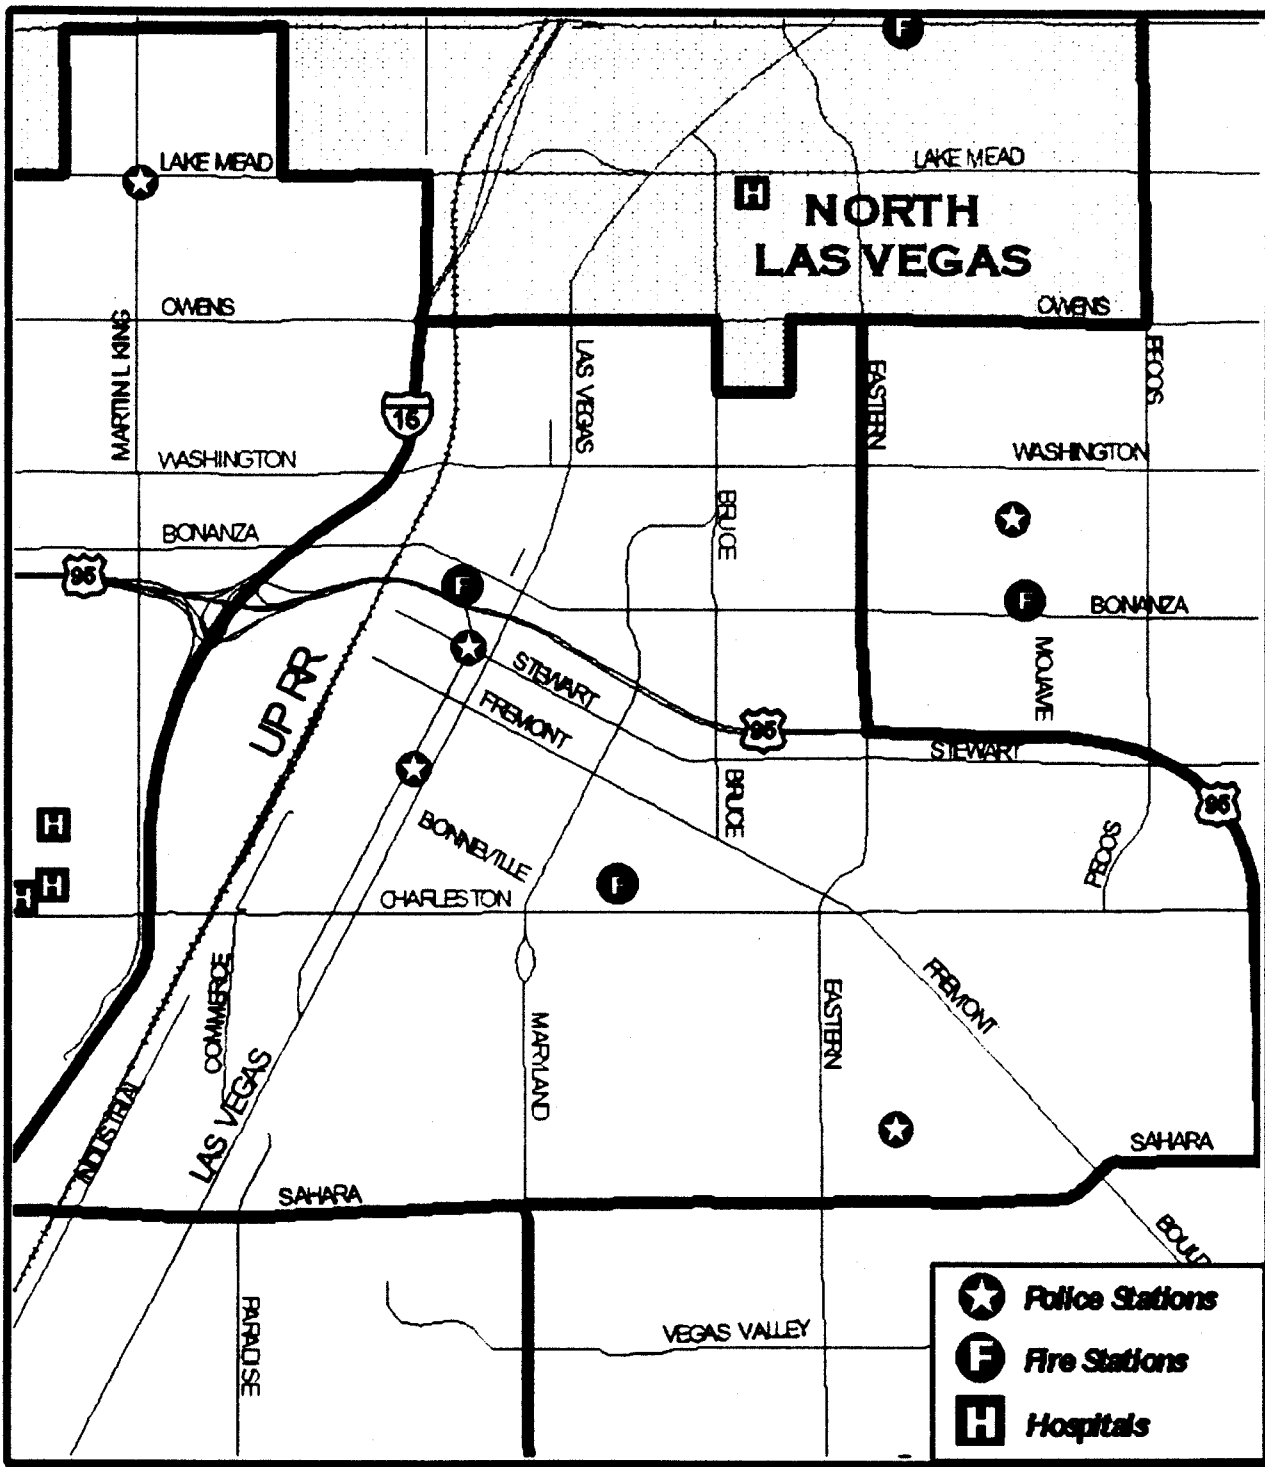 F
LAKE MEAD
LAKE MEAD
H
NORTH
LAS VEGAS
OWENS
OWENS
MARTIN L KING
LAS VEGAS
EASTERN
PECOS
15
WASHINGTON
WASHINGTON
BRUCE
BONANZA
95
F
F
BONANZA
MOJAVE
UP RR
STEWART
FREMONT
95
STEWART
BRUCE
95
H
BONNEVILLE
PECOS
H
H
F
CHARLESTON
COMMERCE
FREMONT
EASTERN
MARYLAND
INDUSTRIAL
LAS VEGAS
SAHARA
SAHARA
BOULD
PARADISE
VEGAS VALLEY
Police Stations
F Fire Stations
H Hospitals